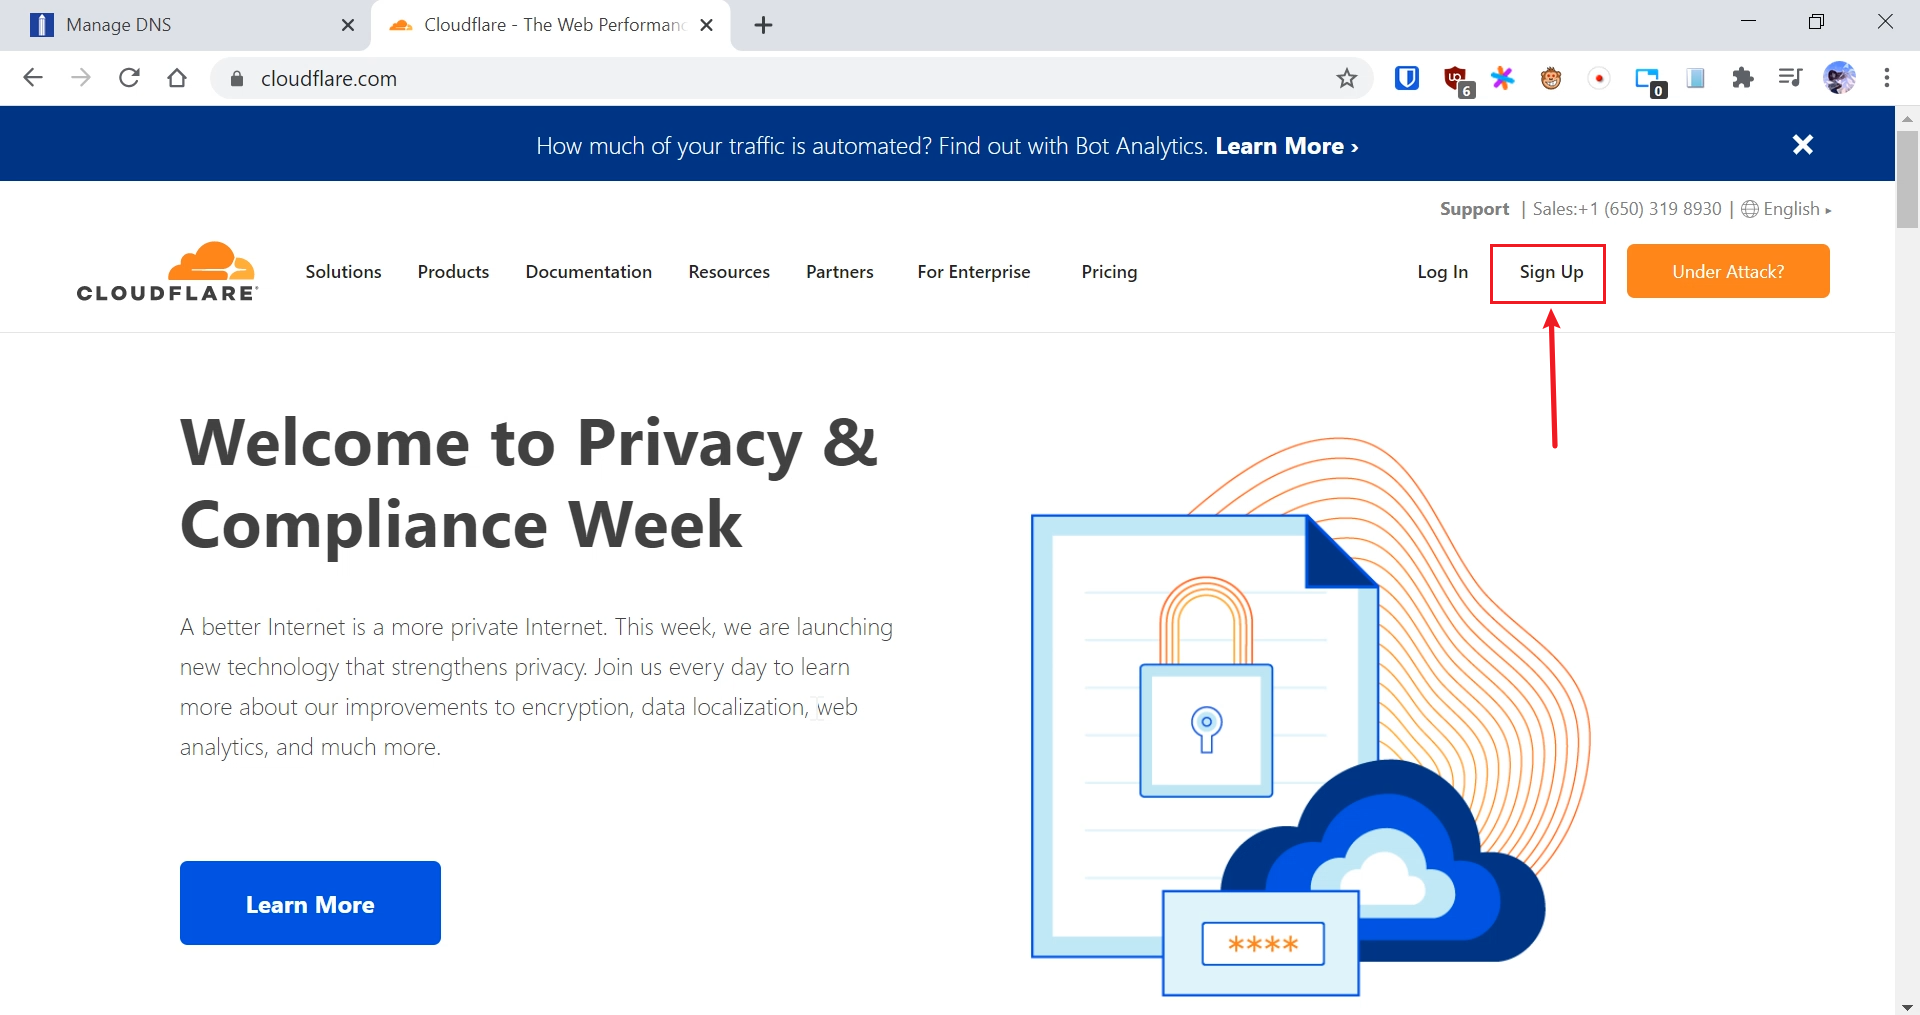 Manage DNS
Cloudflare - The Web Performanc
cloudflare.com
6
0
How much of your traffic is automated? Find out with Bot Analytics. Learn More ›
Support | Sales:+1 (650) 319 8930 | English ▸
CLOUDFLARE
Solutions Products Documentation Resources Partners For Enterprise Pricing Log In Sign Up Under Attack?
Welcome to Privacy &
Compliance Week
A better Internet is a more private Internet. This week, we are launching
new technology that strengthens privacy. Join us every day to learn
more about our improvements to encryption, data localization, web
analytics, and much more.
Learn More
****